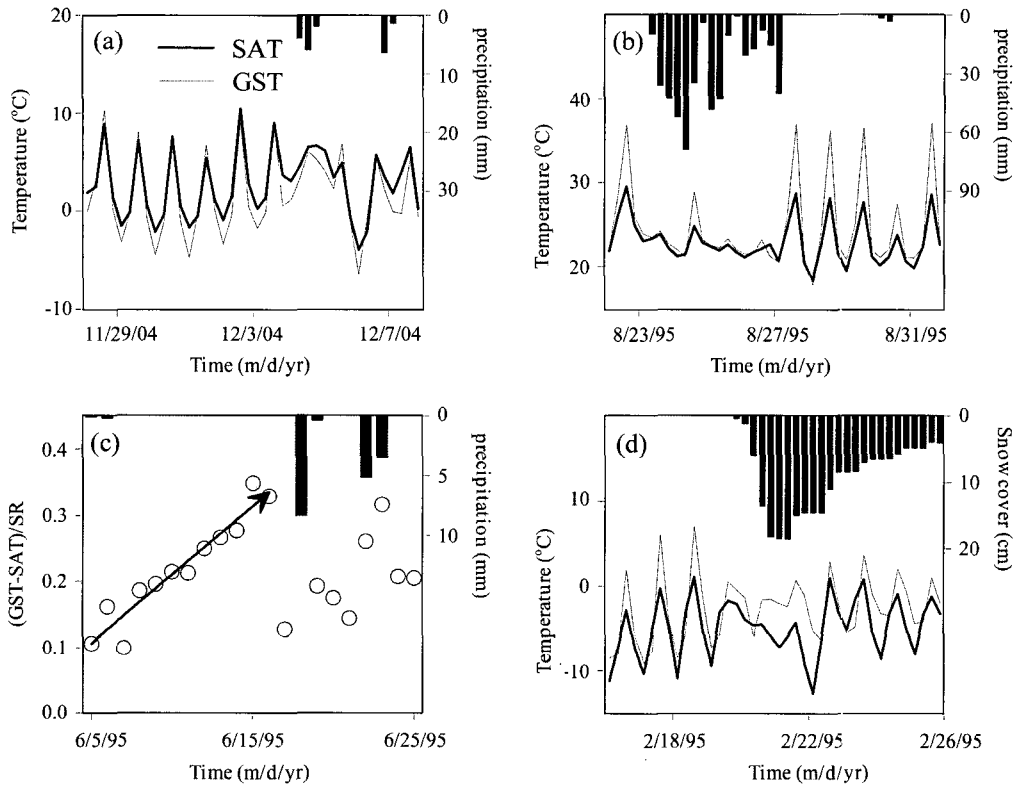 (a)
SAT
GST
20
10
0
-10
Temperature (°C)
0
10
20
30
precipitation (mm)
11/29/04
12/3/04
12/7/04
Time (m/d/yr)
(b)
40
30
20
Temperature (°C)
0
30
60
90
precipitation (mm)
8/23/95
8/27/95
8/31/95
Time (m/d/yr)
(c)
0.4
0.3
0.2
0.1
0.0
(GST-SAT)/SR
0
5
10
precipitation (mm)
6/5/95
6/15/95
6/25/95
Time (m/d/yr)
(d)
10
0
-10
Temperature (°C)
0
10
20
Snow cover (cm)
2/18/95
2/22/95
2/26/95
Time (m/d/yr)